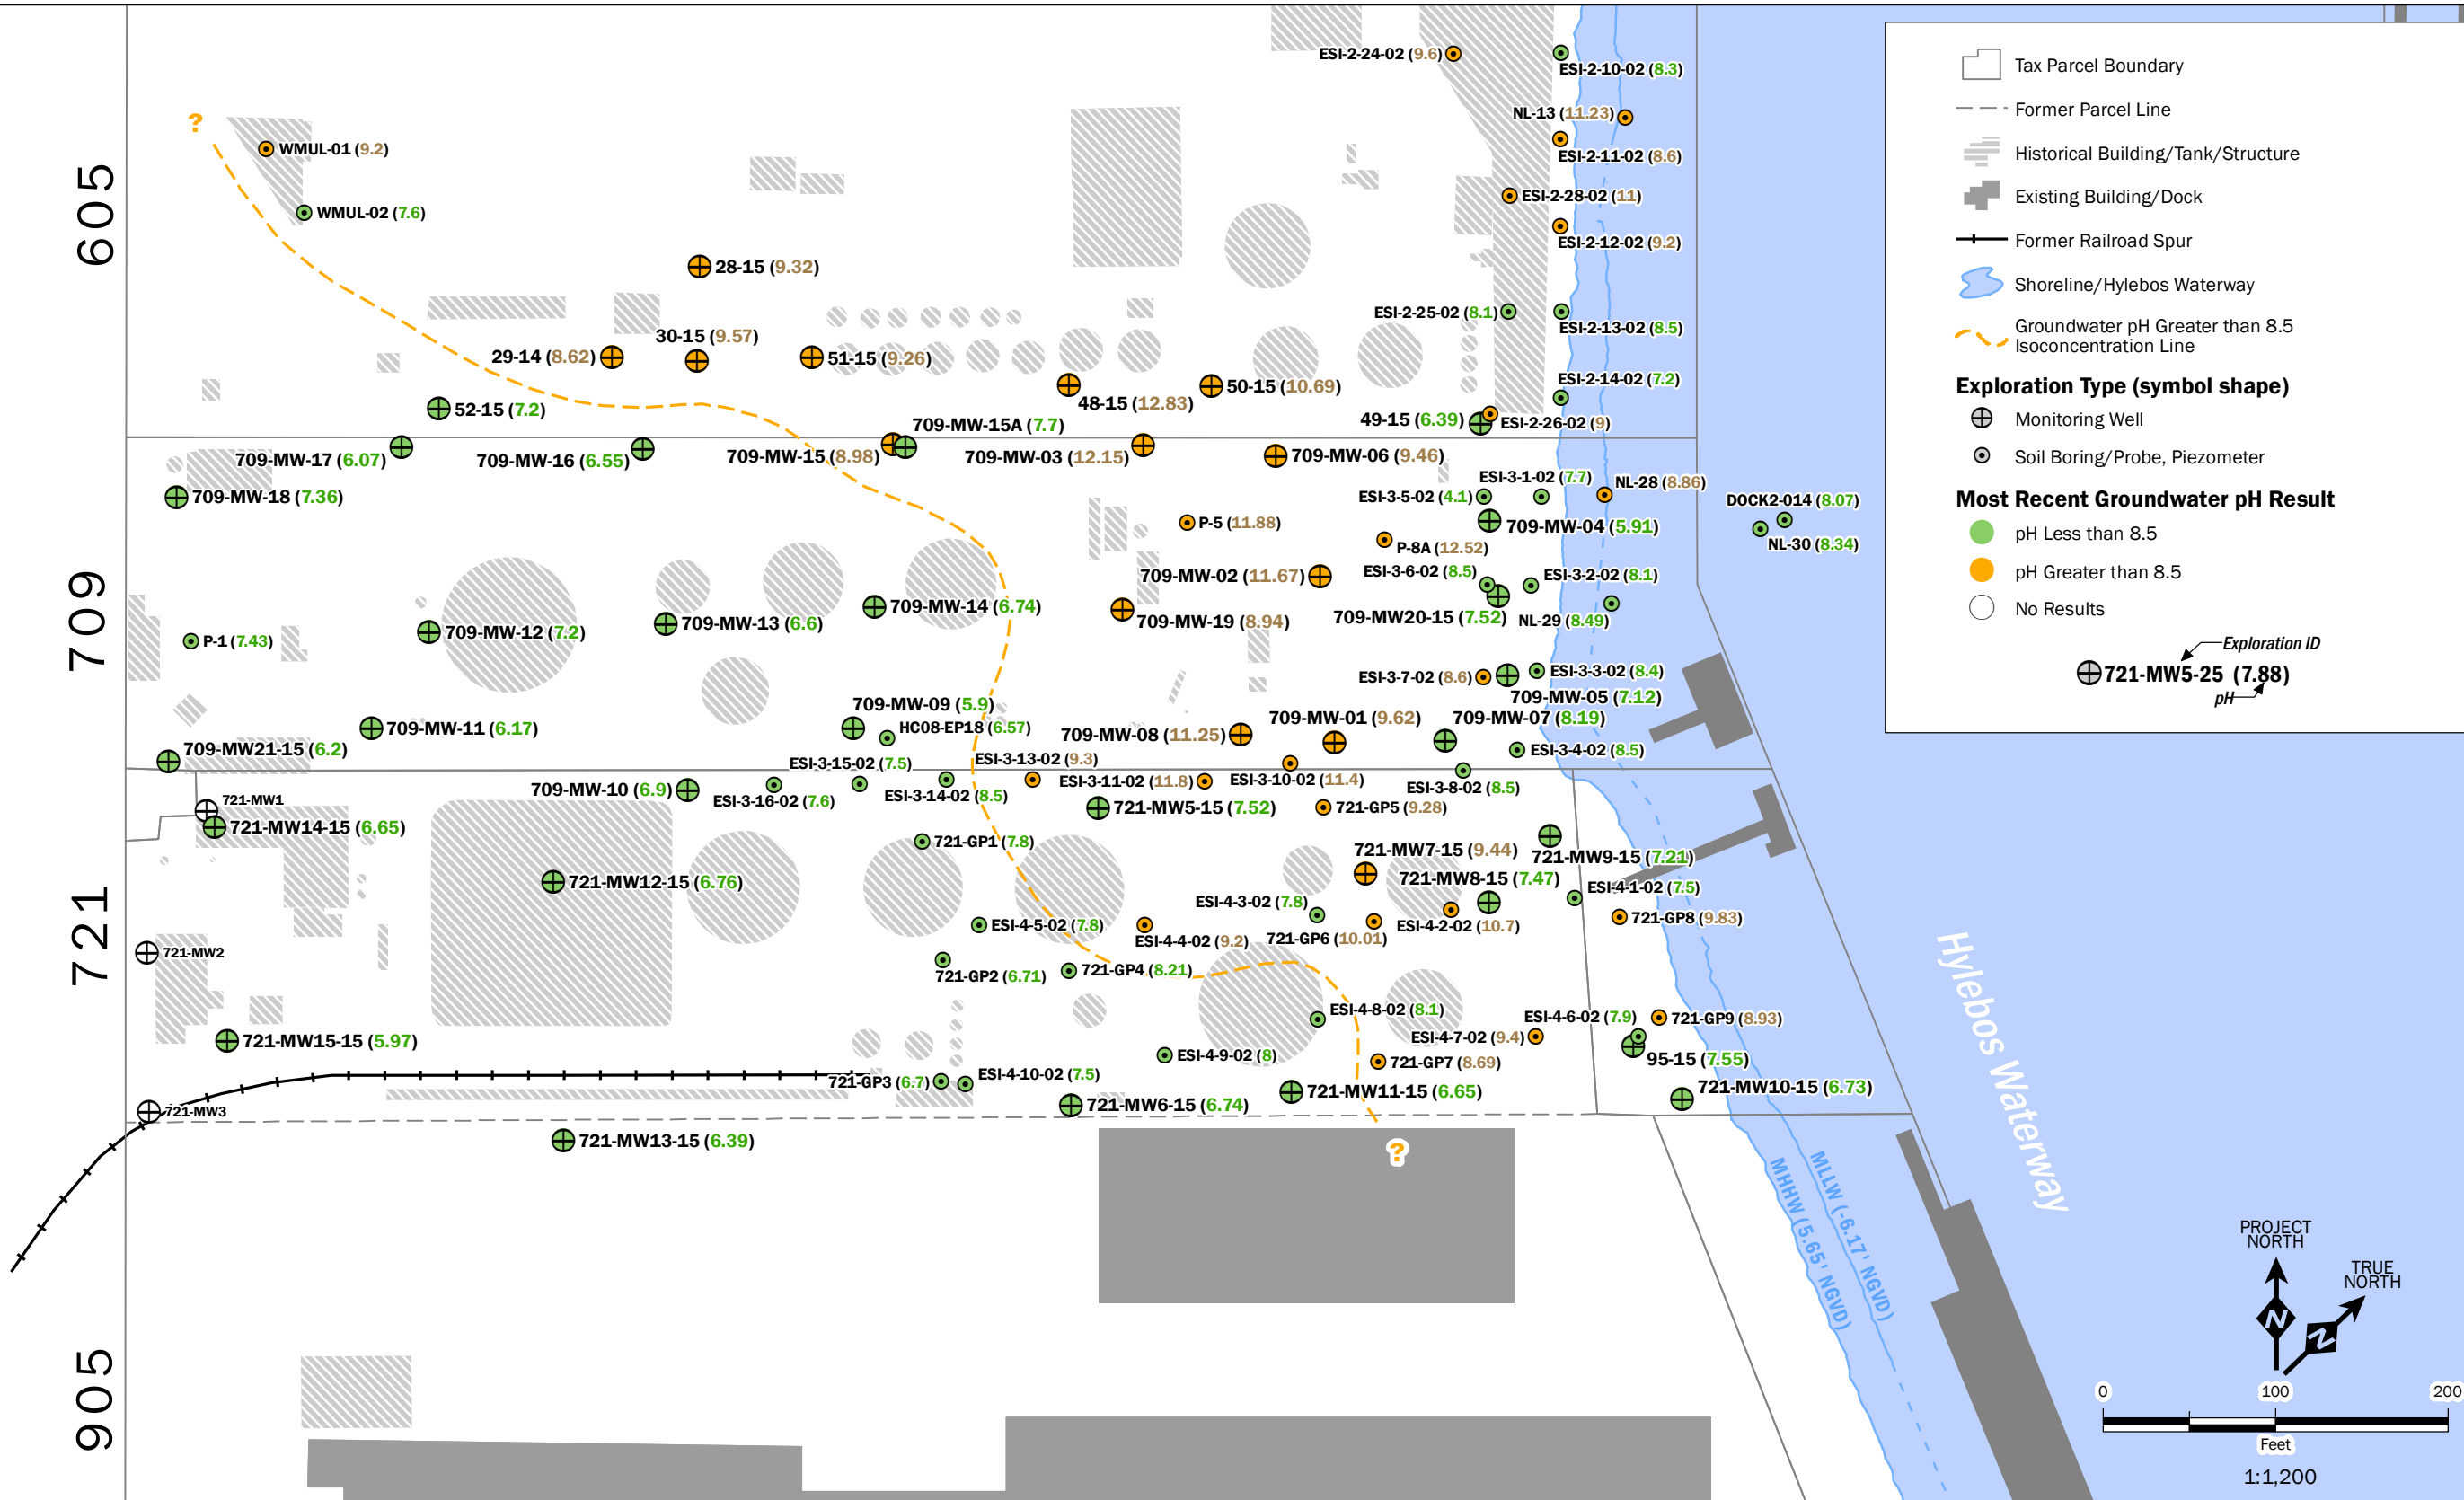 ESI-2-24-02 (9.6)
ESI-2-10-02 (8.3)
NL-13 (11.23)
ESI-2-11-02 (8.6)
?
WMUL-01 (9.2)
WMUL-02 (7.6)
ESI-2-28-02 (11)
ESI-2-12-02 (9.2)
605
28-15 (9.32)
ESI-2-25-02 (8.1)
ESI-2-13-02 (8.5)
30-15 (9.57)
29-14 (8.62)
51-15 (9.26)
ESI-2-14-02 (7.2)
50-15 (10.69)
48-15 (12.83)
52-15 (7.2)
709-MW-15A (7.7)
49-15 (6.39)
ESI-2-26-02 (9)
709-MW-17 (6.07)
709-MW-16 (6.55)
709-MW-15 (8.98)
709-MW-03 (12.15)
709-MW-06 (9.46)
709-MW-18 (7.36)
ESI-3-1-02 (7.7)
NL-28 (8.86)
ESI-3-5-02 (4.1)
DOCK2-014 (8.07)
P-5 (11.88)
709-MW-04 (5.91)
NL-30 (8.34)
P-8A (12.52)
709-MW-02 (11.67)
ESI-3-6-02 (8.5)
ESI-3-2-02 (8.1)
709
709-MW-14 (6.74)
709-MW-19 (8.94)
709-MW20-15 (7.52)
NL-29 (8.49)
709-MW-12 (7.2)
709-MW-13 (6.6)
P-1 (7.43)
ESI-3-7-02 (8.6)
ESI-3-3-02 (8.4)
709-MW-05 (7.12)
709-MW-09 (5.9)
709-MW-01 (9.62)
709-MW-07 (8.19)
709-MW-11 (6.17)
HC08-EP18 (6.57)
709-MW-08 (11.25)
709-MW21-15 (6.2)
ESI-3-4-02 (8.5)
ESI-3-15-02 (7.5)
ESI-3-13-02 (9.3)
ESI-3-11-02 (11.8)
ESI-3-10-02 (11.4)
709-MW-10 (6.9)
ESI-3-16-02 (7.6)
ESI-3-14-02 (8.5)
ESI-3-8-02 (8.5)
721-MW1
721-MW5-15 (7.52)
721-GP5 (9.28)
721-MW14-15 (6.65)
721-GP1 (7.8)
721-MW7-15 (9.44)
721-MW9-15 (7.21)
721-MW12-15 (6.76)
721-MW8-15 (7.47)
ESI-4-1-02 (7.5)
ESI-4-3-02 (7.8)
721-GP8 (9.83)
ESI-4-5-02 (7.8)
ESI-4-4-02 (9.2)
721-GP6 (10.01)
ESI-4-2-02 (10.7)
721
721-MW2
721-GP2 (6.71)
721-GP4 (8.21)
ESI-4-8-02 (8.1)
ESI-4-6-02 (7.9)
721-GP9 (8.93)
721-MW15-15 (5.97)
ESI-4-7-02 (9.4)
ESI-4-9-02 (8)
721-GP7 (8.69)
95-15 (7.55)
721-GP3 (6.7)
ESI-4-10-02 (7.5)
721-MW11-15 (6.65)
721-MW10-15 (6.73)
721-MW3
721-MW6-15 (6.74)
721-MW13-15 (6.39)
?
905
Hylebos Waterway
MLLW (-6.17' NGVD)
MHHW (5.65' NGVD)
Tax Parcel Boundary
Former Parcel Line
Historical Building/Tank/Structure
Existing Building/Dock
Former Railroad Spur
Shoreline/Hylebos Waterway
Groundwater pH Greater than 8.5
Isoconcentration Line
Exploration Type (symbol shape)
Monitoring Well
Soil Boring/Probe, Piezometer
Most Recent Groundwater pH Result
pH Less than 8.5
pH Greater than 8.5
No Results
Exploration ID
721-MW5-25 (7.88)
pH
PROJECT
NORTH
TRUE
NORTH
N
N
0 100 200
Feet
1:1,200